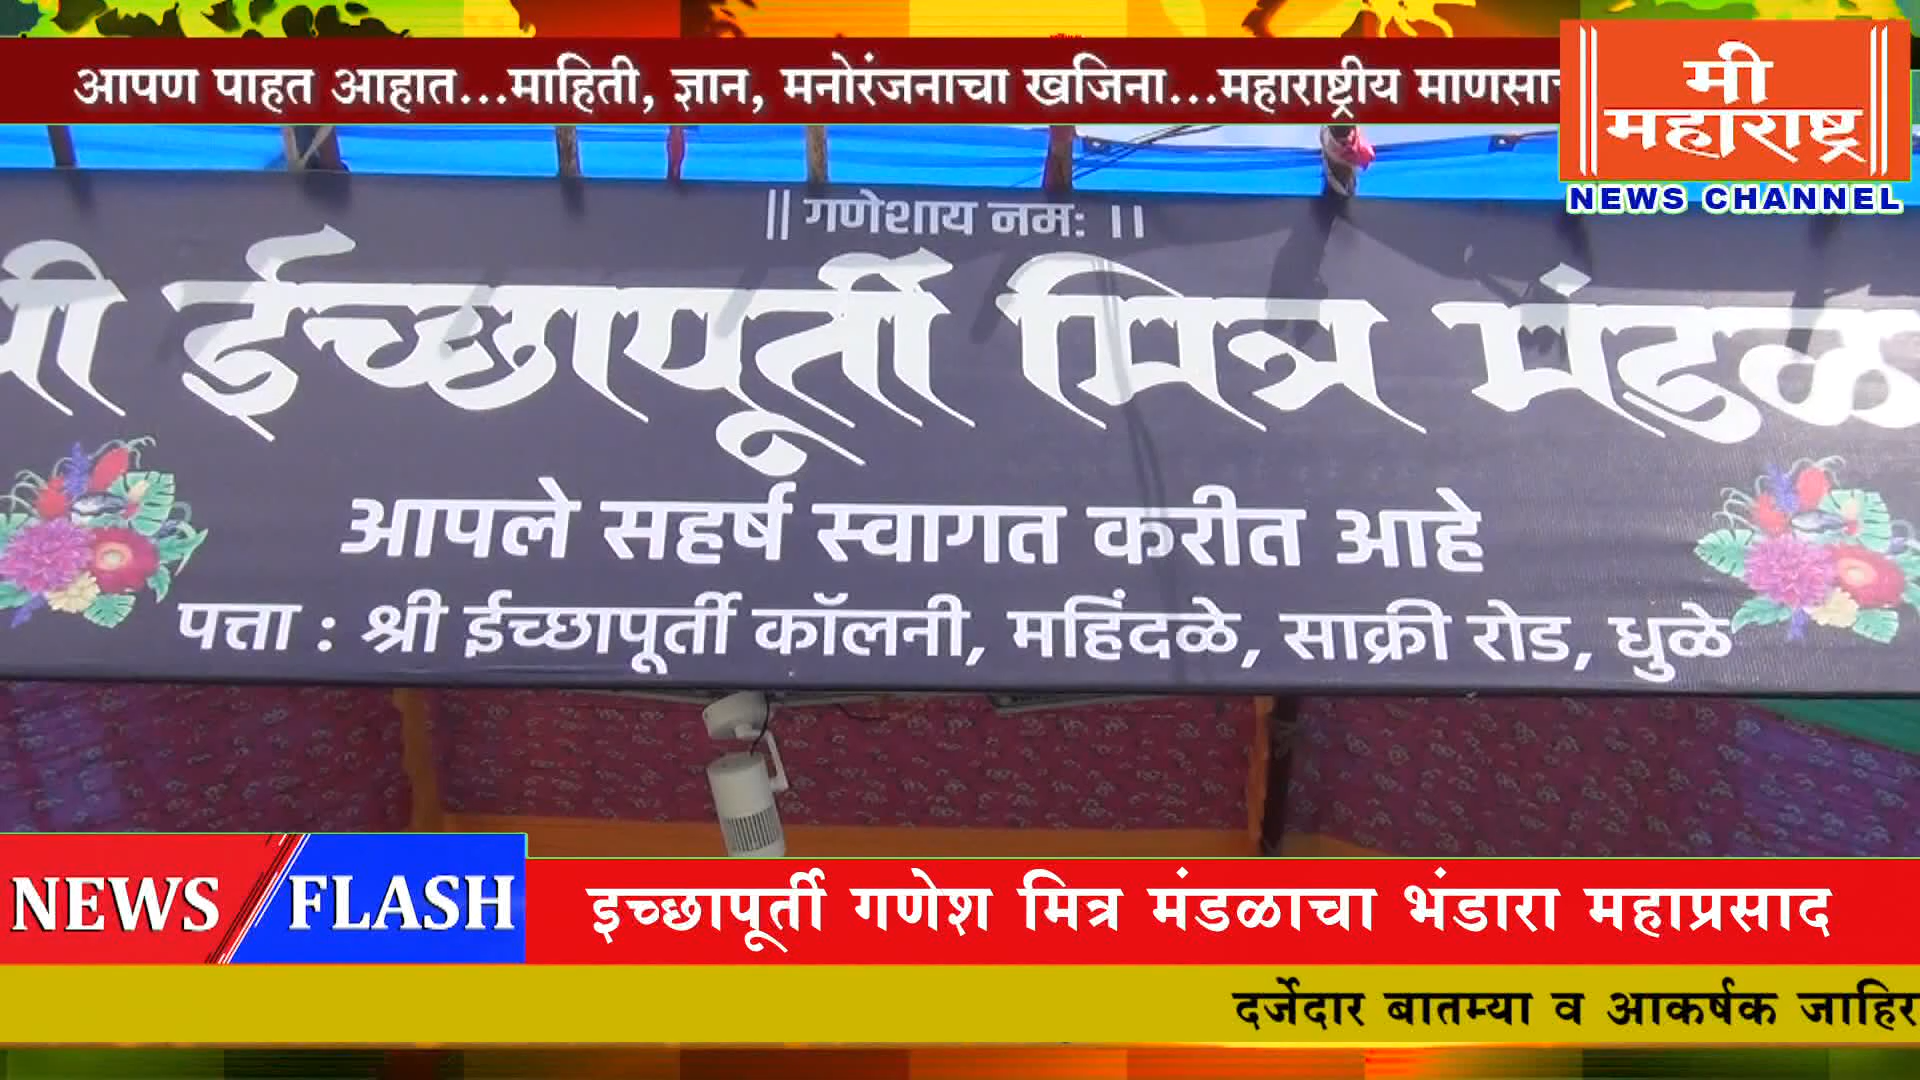 आपण पाहत आहात...माहिती, ज्ञान, मनोरंजनाचा खजिना...महाराष्ट्रीय
मी
महाराष्ट्र
NEWS CHANNEL
|| गणेशाय नमः ||
ईच्छापूर्ती मित्र मंडळ
आपले सहर्ष स्वागत करीत आहे
पत्ता : श्री ईच्छापूर्ती कॉलनी, महिंदळे, साक्री रोड, धुळे
NEWS FLASH
इच्छापूर्ती गणेश मित्र मंडळाचा भंडारा महाप्रसाद
दर्जेदार बातम्या व आकर्षक